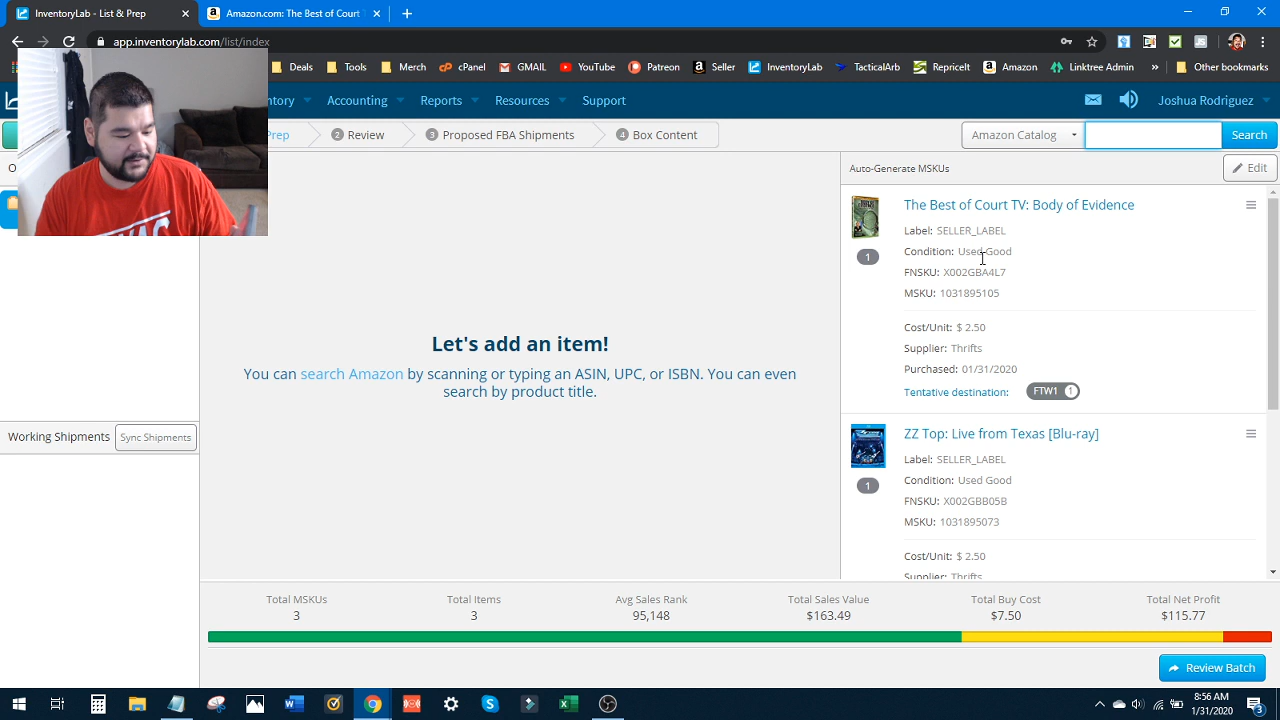 InventoryLab - List & Prep
Amazon.com: The Best of Court
app.inventorylab.com/list/index
Deals
Tools
Merch
cPanel
GMAIL
YouTube
Patreon
Seller
InventoryLab
TacticalArb
RepriceIt
Amazon
Linktree Admin
»
Other bookmarks
ntory
Accounting
Reports
Resources
Support
Joshua Rodriguez
Prep
2 Review
3 Proposed FBA Shipments
4 Box Content
Amazon Catalog
Search
Auto-Generate MSKUs
Edit
The Best of Court TV: Body of Evidence
Label: SELLER_LABEL
1
Condition: Used Good
FNSKU: X002GBA4L7
MSKU: 1031895105
Cost/Unit: $ 2.50
Supplier: Thrifts
Purchased: 01/31/2020
Tentative destination: FTW1 1
Let's add an item!
You can search Amazon by scanning or typing an ASIN, UPC, or ISBN. You can even
search by product title.
Working Shipments
Sync Shipments
ZZ Top: Live from Texas [Blu-ray]
Label: SELLER_LABEL
1
Condition: Used Good
FNSKU: X002GBB05B
MSKU: 1031895073
Cost/Unit: $ 2.50
Supplier: Thrifts
Total MSKUs
3
Total Items
3
Avg Sales Rank
95,148
Total Sales Value
$163.49
Total Buy Cost
$7.50
Total Net Profit
$115.77
Review Batch
8:56 AM
1/31/2020
3